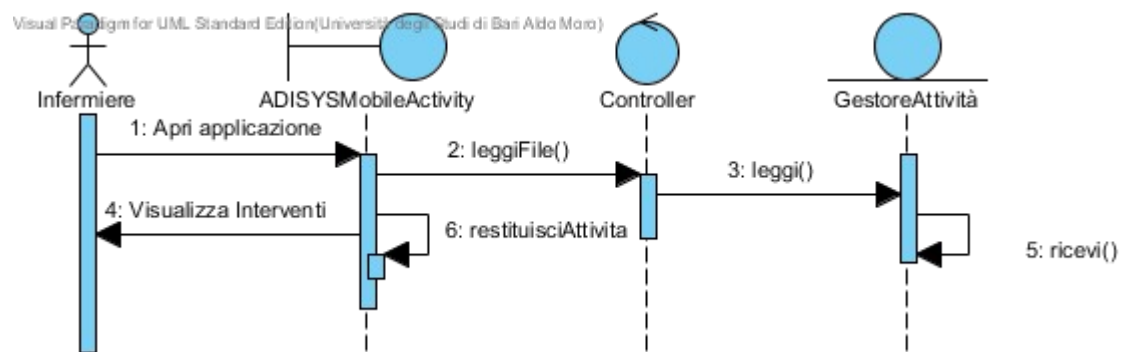 Visual Paradigm for UML Standard Edition(Università degli Studi di Bari Aldo Moro)
Infermiere
ADISYSMobileActivity
Controller
GestoreAttività
1: Apri applicazione
2: leggiFile()
3: leggi()
4: Visualizza Interventi
6: restituisciAttivita
5: ricevi()